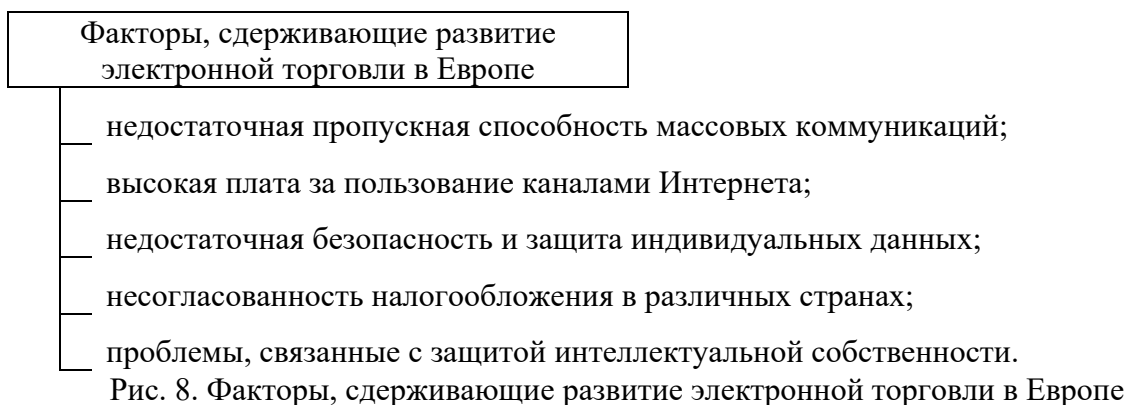 Факторы, сдерживающие развитие
электронной торговли в Европе
недостаточная пропускная способность массовых коммуникаций;
высокая плата за пользование каналами Интернета;
недостаточная безопасность и защита индивидуальных данных;
несогласованность налогообложения в различных странах;
проблемы, связанные с защитой интеллектуальной собственности.
Рис. 8. Факторы, сдерживающие развитие электронной торговли в Европе